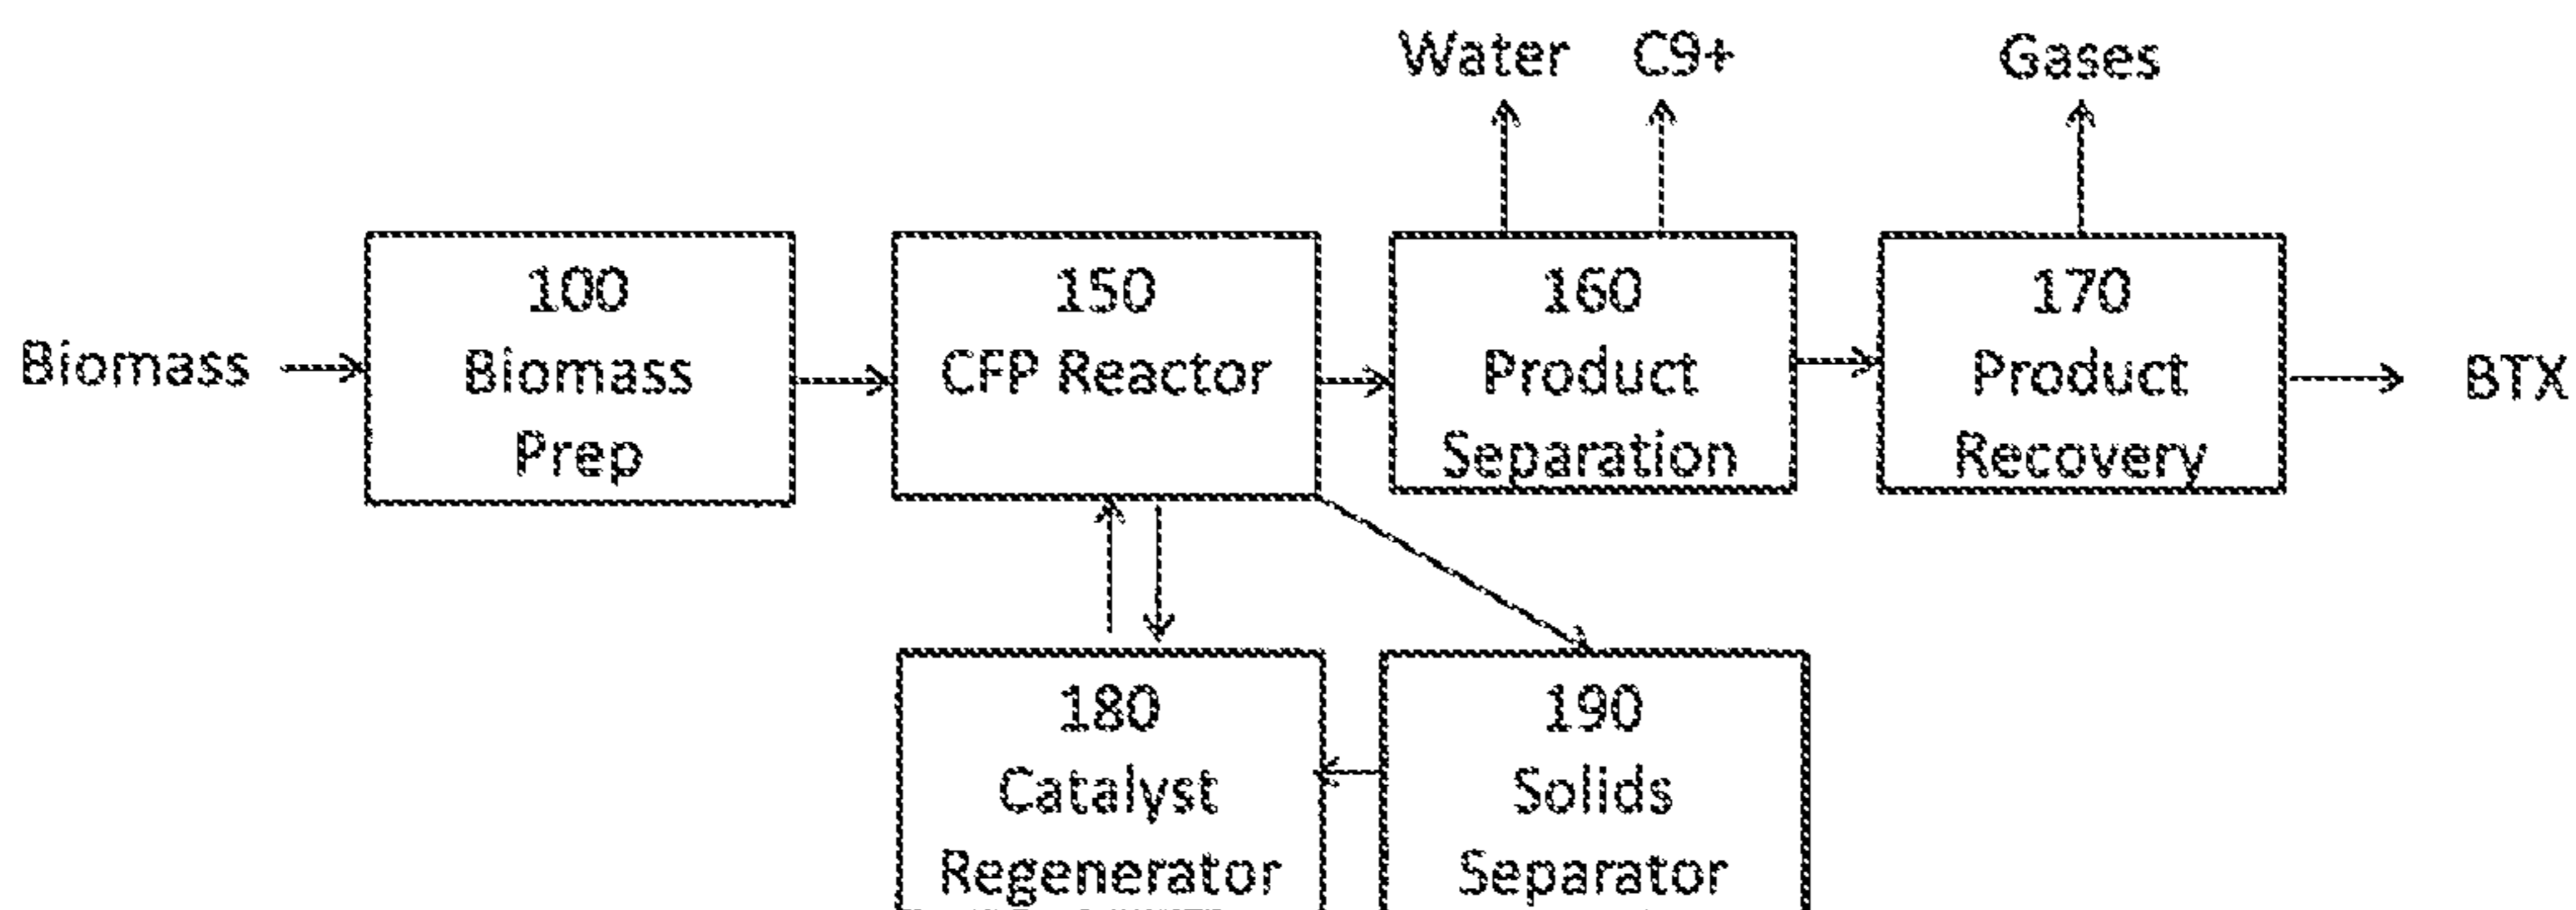 Water C9+ Gases
Biomass
100
Biomass
Prep
150
CFP Reactor
160
Product
Separation
170
Product
Recovery
BTX
180
Catalyst
Regenerator
190
Solids
Separator